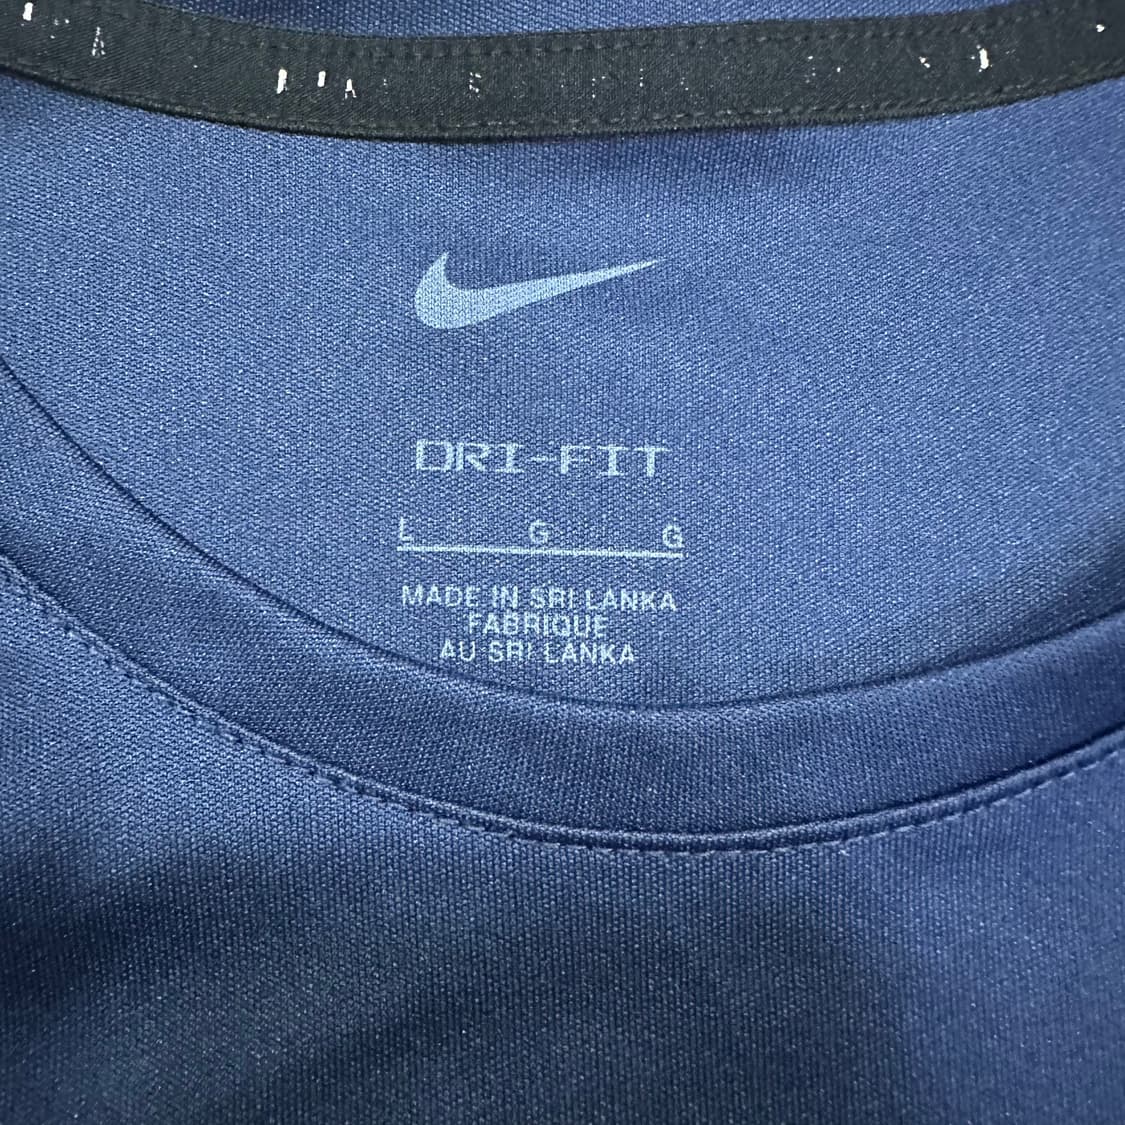 DRI-FIT
L G G
MADE IN SRI LANKA
FABRIQUE
AU SRI LANKA